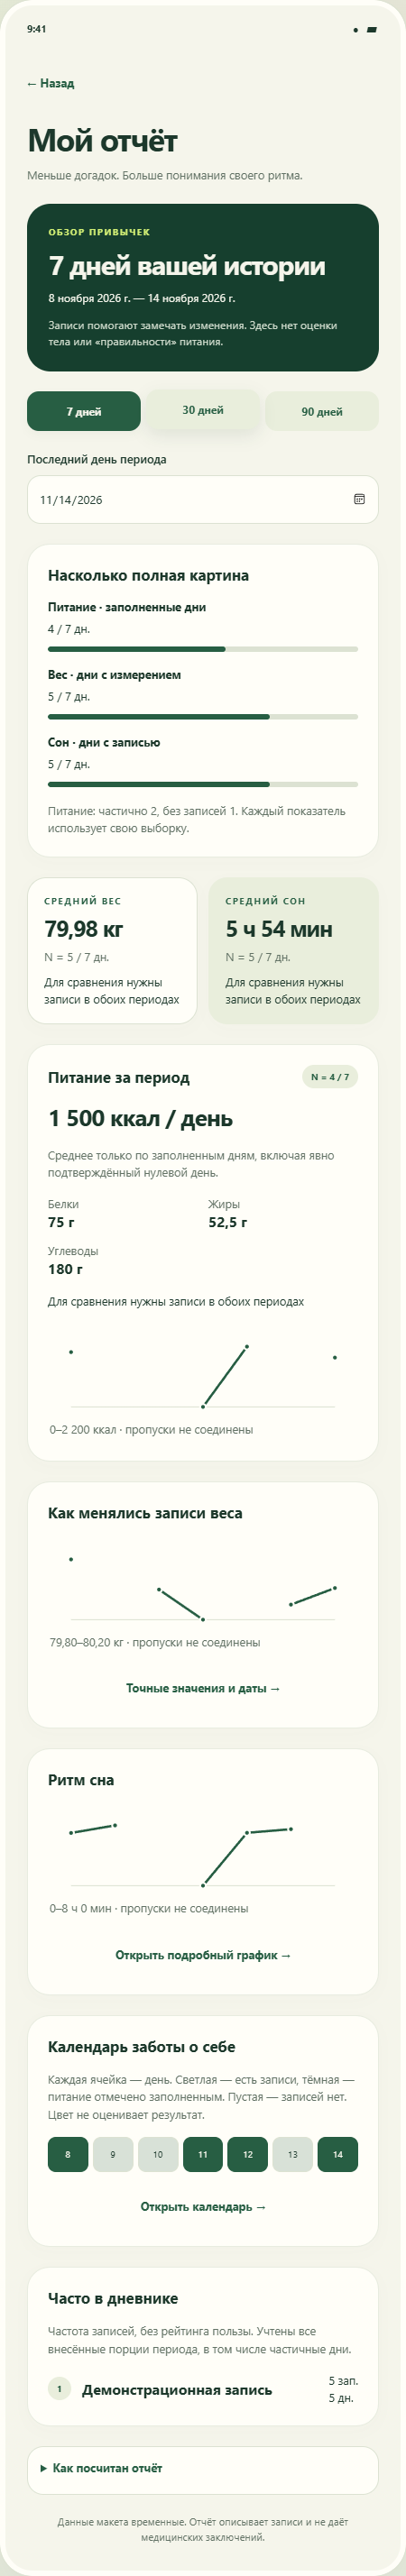 9:41
← Назад
Мой отчёт
Меньше догадок. Больше понимания своего ритма.
ОБЗОР ПРИВЫЧЕК
7 дней вашей истории
8 ноября 2026 г. — 14 ноября 2026 г.
Записи помогают замечать изменения. Здесь нет оценки
тела или «правильности» питания.
7 дней
30 дней
90 дней
Последний день периода
11/14/2026
Насколько полная картина
Питание · заполненные дни
4 / 7 дн.
Вес · дни с измерением
5 / 7 дн.
Сон · дни с записью
5 / 7 дн.
Питание: частично 2, без записей 1. Каждый показатель
использует свою выборку.
СРЕДНИЙ ВЕС
79,98 кг
N = 5 / 7 дн.
Для сравнения нужны
записи в обоих периодах
СРЕДНИЙ СОН
5 ч 54 мин
N = 5 / 7 дн.
Для сравнения нужны
записи в обоих периодах
Питание за период
N = 4 / 7
1 500 ккал / день
Среднее только по заполненным дням, включая явно
подтверждённый нулевой день.
Белки
75 г
Жиры
52,5 г
Углеводы
180 г
Для сравнения нужны записи в обоих периодах
0–2 200 ккал · пропуски не соединены
Как менялись записи веса
79,80–80,20 кг · пропуски не соединены
Точные значения и даты →
Ритм сна
0–8 ч 0 мин · пропуски не соединены
Открыть подробный график →
Календарь заботы о себе
Каждая ячейка — день. Светлая — есть записи, тёмная —
питание отмечено заполненным. Пустая — записей нет.
Цвет не оценивает результат.
8 9 10 11 12 13 14
Открыть календарь →
Часто в дневнике
Частота записей, без рейтинга пользы. Учтены все
внесённые порции периода, в том числе частичные дни.
1 Демонстрационная запись
5 зап.
5 дн.
▶ Как посчитан отчёт
Данные макета временные. Отчёт описывает записи и не даёт
медицинских заключений.